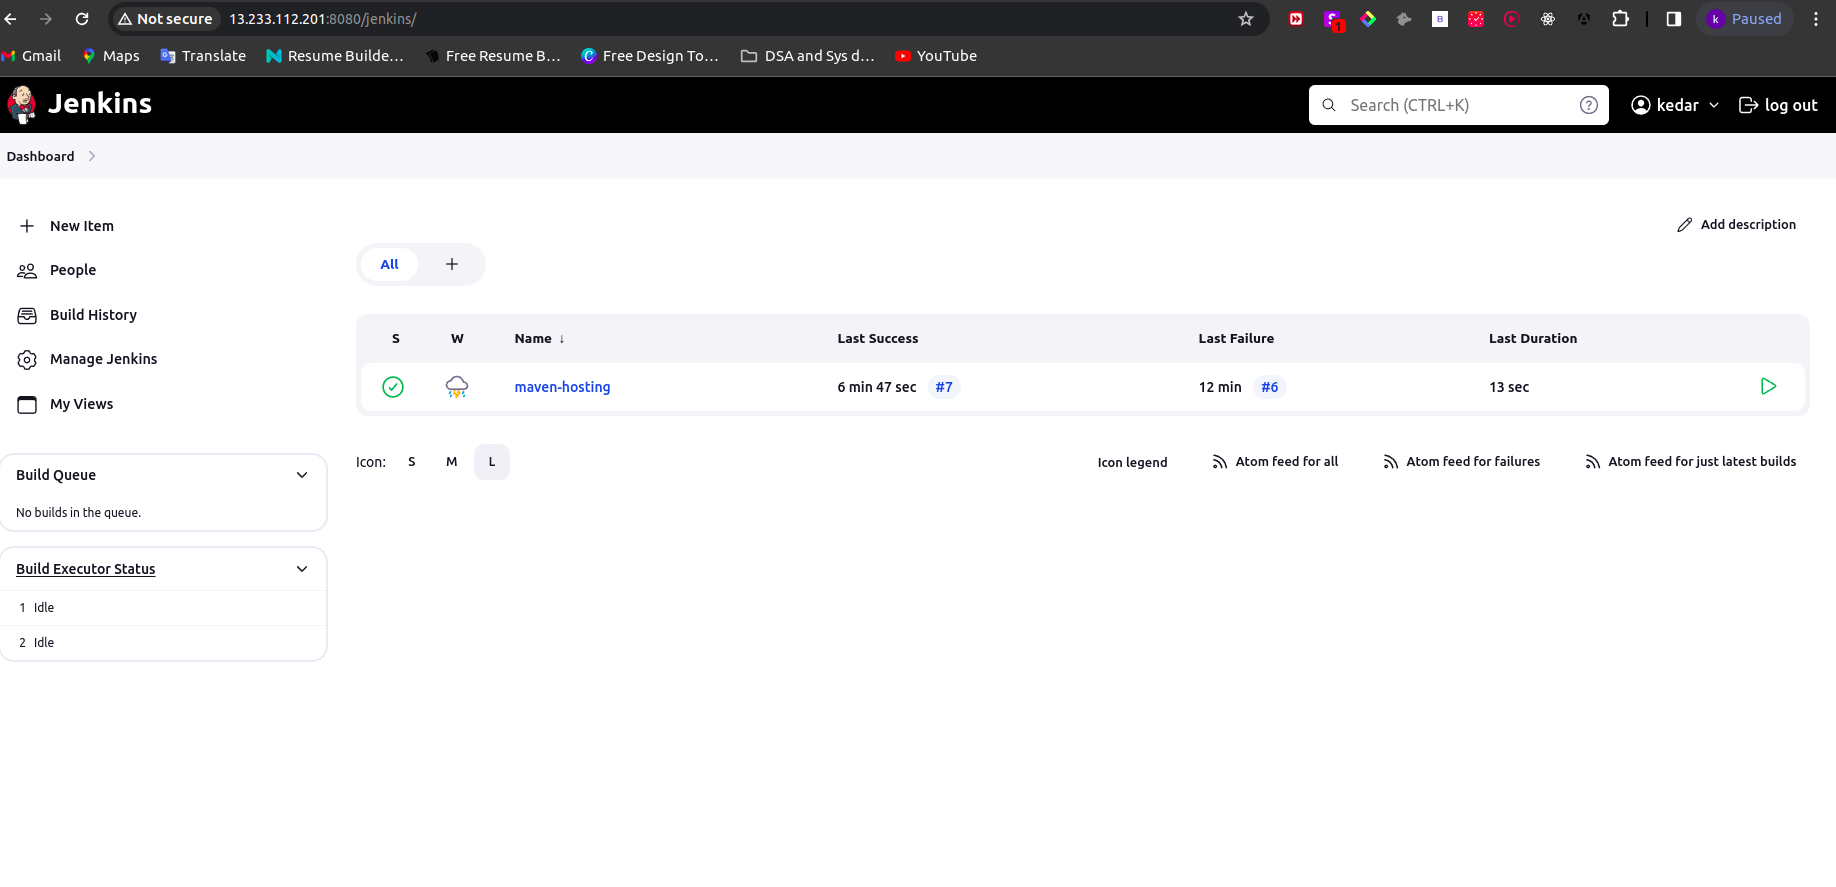 Not secure 13.233.112.201:8080/jenkins/
1 k Paused
Gmail Maps Translate Resume Builde... Free Resume B... Free Design To... DSA and Sys d... YouTube
Jenkins
Search (CTRL+K) ? kedar log out
Dashboard
New Item
People
Build History
Manage Jenkins
My Views
Add description
All +
S W Name ↓ Last Success Last Failure Last Duration
maven-hosting 6 min 47 sec #7 12 min #6 13 sec
Icon: S M L Icon legend Atom feed for all Atom feed for failures Atom feed for just latest builds
Build Queue
No builds in the queue.
Build Executor Status
1 Idle
2 Idle